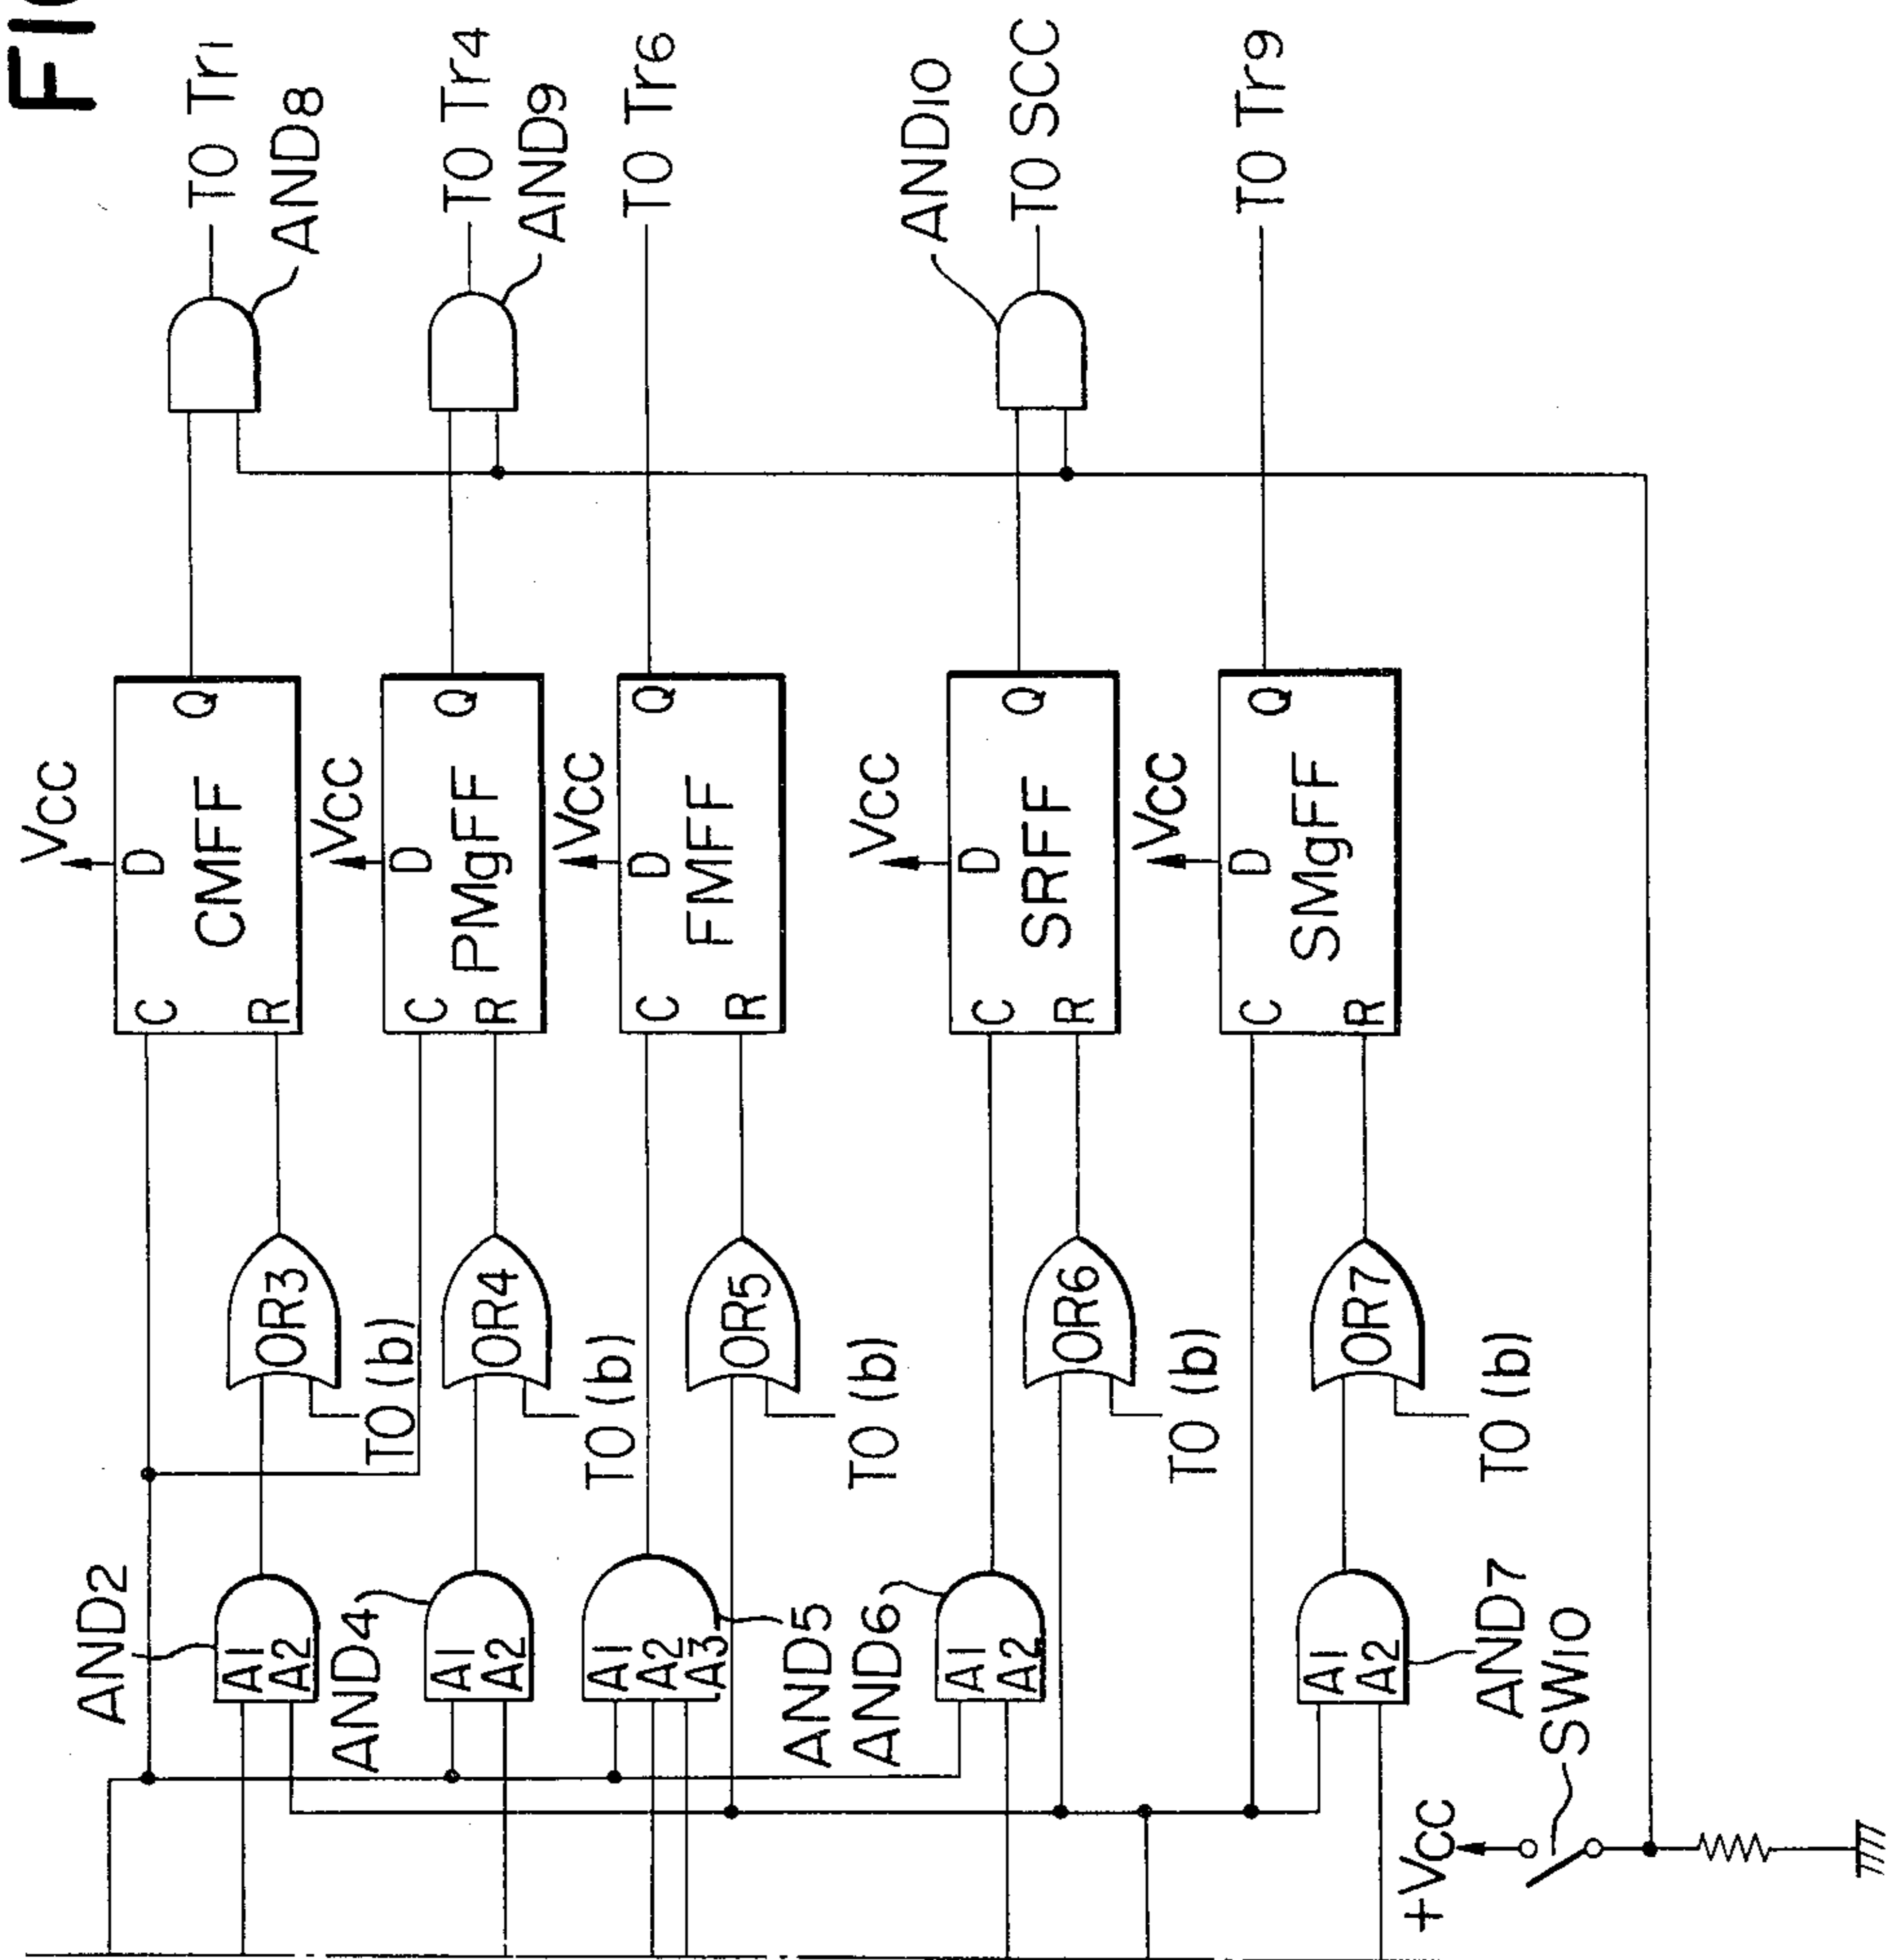 FIG
TO Tr1
AND8
TO Tr4
AND9
TO Tr6
AND10
TO SCC
TO Tr9
VCC
D
C
CMFF
Q
R
VCC
D
C
PMgFF
Q
R
VCC
D
C
FMFF
Q
R
VCC
D
C
SRFF
Q
R
VCC
D
C
SMgFF
Q
R
OR3
TO (b)
OR4
TO (b)
OR5
TO (b)
OR6
TO (b)
OR7
TO (b)
AND2
A1
A2
AND4
A1
A2
A1
A2
A3
AND5
AND6
A1
A2
A1
A2
AND7
SW10
+VCC